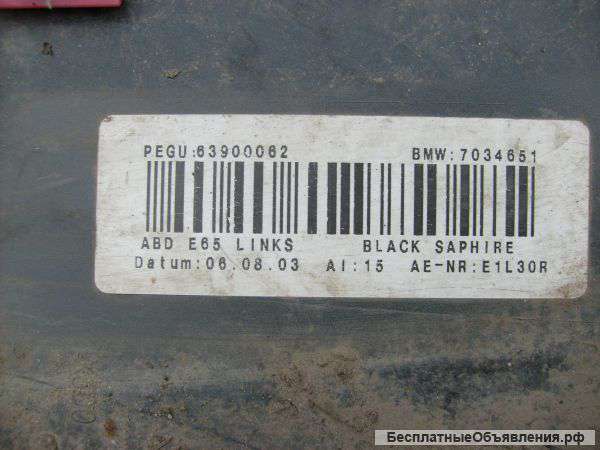 PEGU:63900062 BMW:7034651
ABD E65 LINKS BLACK SAPHIRE
Datum:06.08.03 AI:15 AE-NR:E1L30R
БесплатныеОбъявления.рф